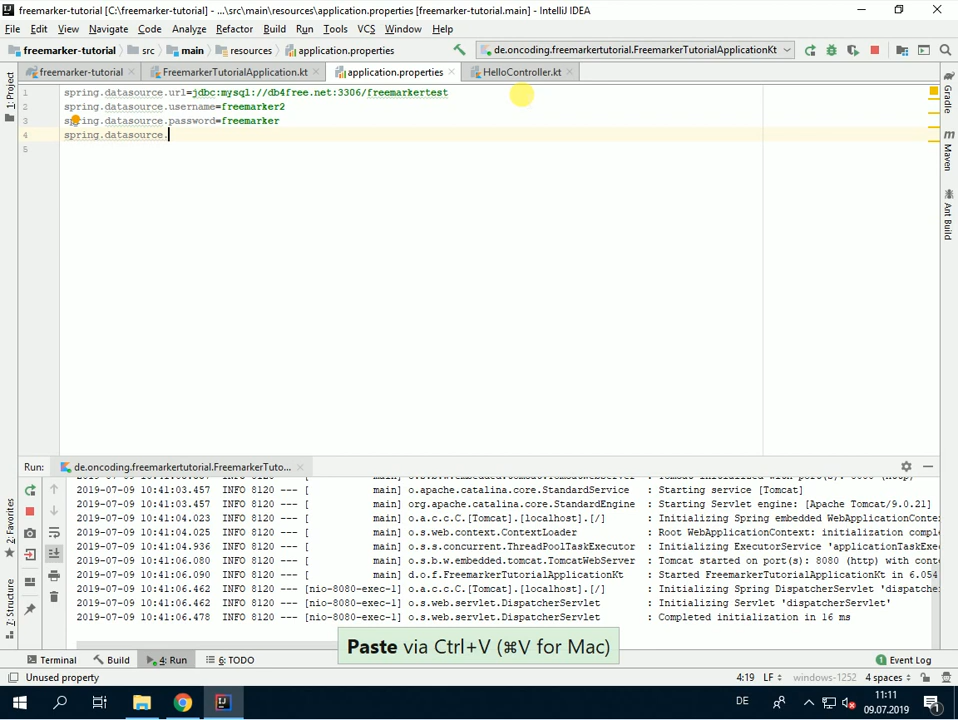 freemarker-tutorial [C:\freemarker-tutorial] - ...\src\main\resources\application.properties [freemarker-tutorial.main] - IntelliJ IDEA
File Edit View Navigate Code Analyze Refactor Build Run Tools VCS Window Help
freemarker-tutorial src main resources application.properties de.oncoding.freemarkertutorial.FreemarkerTutorialApplicationKt
freemarker-tutorial FreemarkerTutorialApplication.kt application.properties HelloController.kt
1: Project
Gradle
Maven
Ant Build
1 spring.datasource.url=jdbc:mysql://db4free.net:3306/freemarkertest
2 spring.datasource.username=freemarker2
3 spring.datasource.password=freemarker
4 spring.datasource.
5
Run: de.oncoding.freemarkertutorial.FreemarkerTuto...
2: Favorites
7: Structure
2019-07-09 10:41:03.457 INFO 8120 --- [ main] o.apache.catalina.core.StandardService : Starting service [Tomcat]
2019-07-09 10:41:03.457 INFO 8120 --- [ main] org.apache.catalina.core.StandardEngine : Starting Servlet engine: [Apache Tomcat/9.0.21]
2019-07-09 10:41:04.023 INFO 8120 --- [ main] o.a.c.c.C.[Tomcat].[localhost].[/] : Initializing Spring embedded WebApplicationConte
2019-07-09 10:41:04.025 INFO 8120 --- [ main] o.s.web.context.ContextLoader : Root WebApplicationContext: initialization comple
2019-07-09 10:41:04.936 INFO 8120 --- [ main] o.s.s.concurrent.ThreadPoolTaskExecutor : Initializing ExecutorService 'applicationTaskExe
2019-07-09 10:41:06.080 INFO 8120 --- [ main] o.s.b.w.embedded.tomcat.TomcatWebServer : Tomcat started on port(s): 8080 (http) with conte
2019-07-09 10:41:06.090 INFO 8120 --- [ main] d.o.f.FreemarkerTutorialApplicationKt : Started FreemarkerTutorialApplicationKt in 6.054
2019-07-09 10:41:06.462 INFO 8120 --- [nio-8080-exec-1] o.a.c.c.C.[Tomcat].[localhost].[/] : Initializing Spring DispatcherServlet 'dispatche
2019-07-09 10:41:06.462 INFO 8120 --- [nio-8080-exec-1] o.s.web.servlet.DispatcherServlet : Initializing Servlet 'dispatcherServlet'
2019-07-09 10:41:06.478 INFO 8120 --- [nio-8080-exec-1] o.s.web.servlet.DispatcherServlet : Completed initialization in 16 ms
Paste via Ctrl+V (⌘V for Mac)
Terminal Build 4: Run 6: TODO 1 Event Log
Unused property 4:19 LF windows-1252 4 spaces
DE 11:11
09.07.2019 1